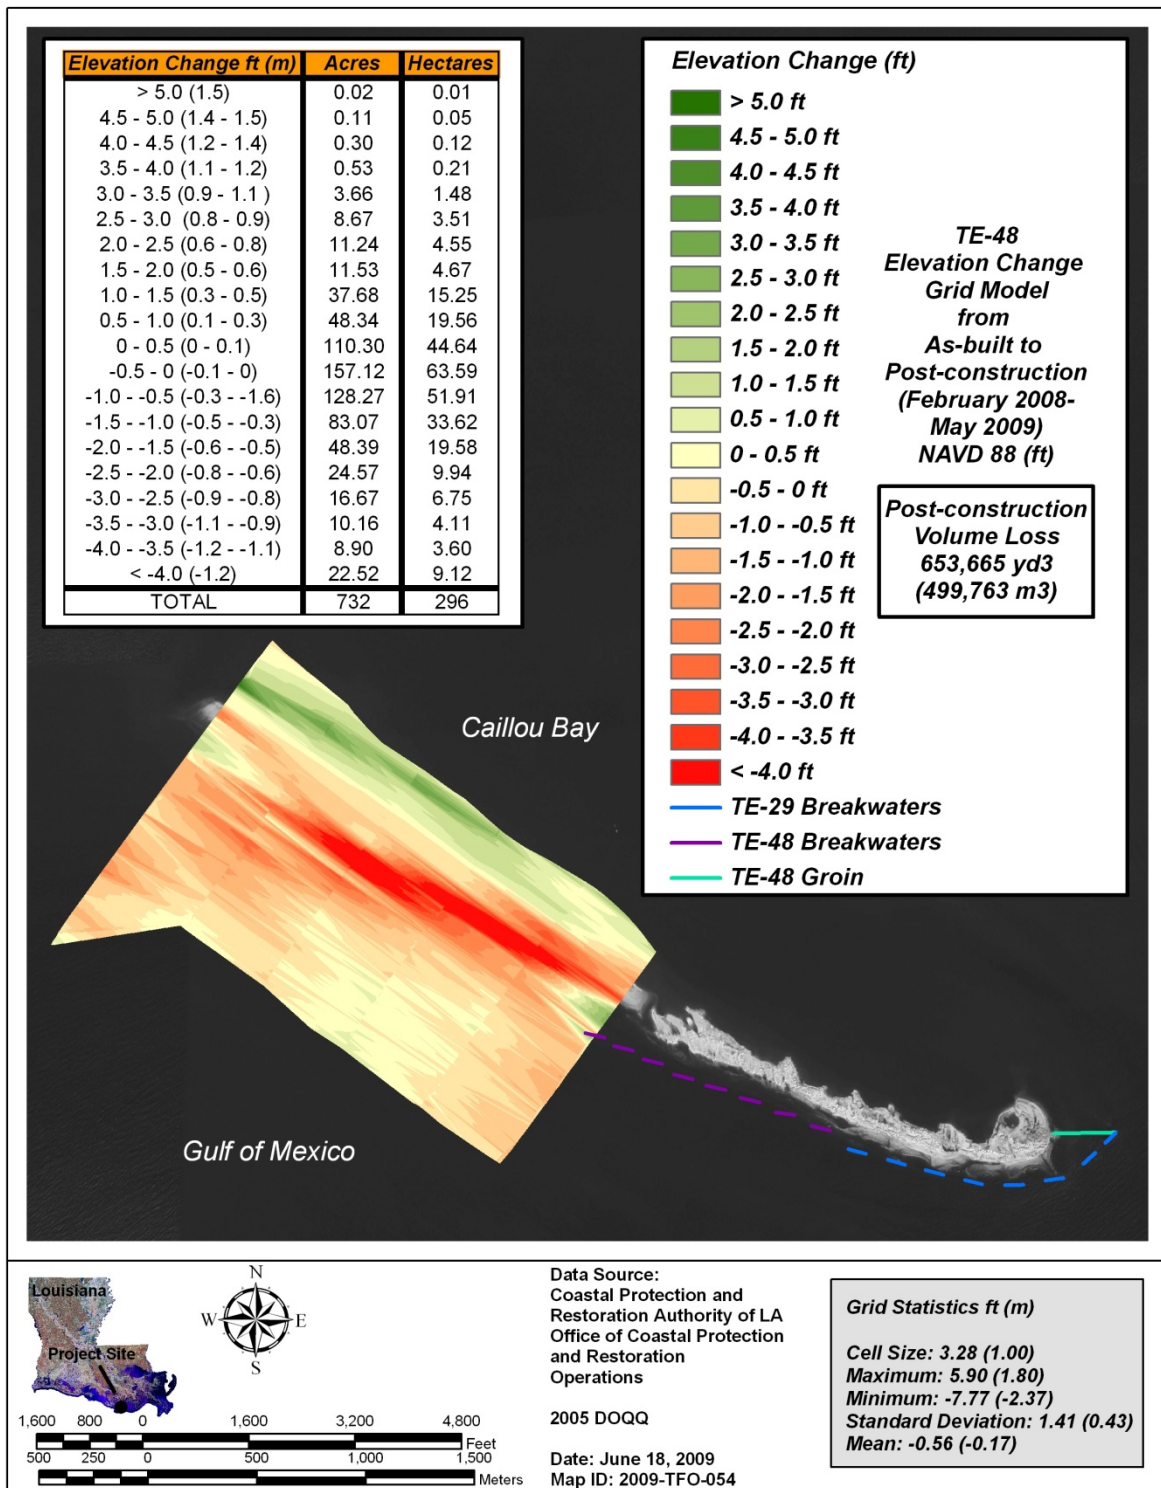 Elevation Change ft (m) Acres Hectares
> 5.0 (1.5) 0.02 0.01
4.5 - 5.0 (1.4 - 1.5) 0.11 0.05
4.0 - 4.5 (1.2 - 1.4) 0.30 0.12
3.5 - 4.0 (1.1 - 1.2) 0.53 0.21
3.0 - 3.5 (0.9 - 1.1 ) 3.66 1.48
2.5 - 3.0 (0.8 - 0.9) 8.67 3.51
2.0 - 2.5 (0.6 - 0.8) 11.24 4.55
1.5 - 2.0 (0.5 - 0.6) 11.53 4.67
1.0 - 1.5 (0.3 - 0.5) 37.68 15.25
0.5 - 1.0 (0.1 - 0.3) 48.34 19.56
0 - 0.5 (0 - 0.1) 110.30 44.64
-0.5 - 0 (-0.1 - 0) 157.12 63.59
-1.0 - -0.5 (-0.3 - -1.6) 128.27 51.91
-1.5 - -1.0 (-0.5 - -0.3) 83.07 33.62
-2.0 - -1.5 (-0.6 - -0.5) 48.39 19.58
-2.5 - -2.0 (-0.8 - -0.6) 24.57 9.94
-3.0 - -2.5 (-0.9 - -0.8) 16.67 6.75
-3.5 - -3.0 (-1.1 - -0.9) 10.16 4.11
-4.0 - -3.5 (-1.2 - -1.1) 8.90 3.60
< -4.0 (-1.2) 22.52 9.12
TOTAL 732 296
Elevation Change (ft)
> 5.0 ft
4.5 - 5.0 ft
4.0 - 4.5 ft
3.5 - 4.0 ft
3.0 - 3.5 ft
2.5 - 3.0 ft
2.0 - 2.5 ft
1.5 - 2.0 ft
1.0 - 1.5 ft
0.5 - 1.0 ft
0 - 0.5 ft
-0.5 - 0 ft
-1.0 - -0.5 ft
-1.5 - -1.0 ft
-2.0 - -1.5 ft
-2.5 - -2.0 ft
-3.0 - -2.5 ft
-3.5 - -3.0 ft
-4.0 - -3.5 ft
< -4.0 ft
TE-29 Breakwaters
TE-48 Breakwaters
TE-48 Groin
TE-48
Elevation Change
Grid Model
from
As-built to
Post-construction
(February 2008-
May 2009)
NAVD 88 (ft)
Post-construction
Volume Loss
653,665 yd3
(499,763 m3)
Caillou Bay
Gulf of Mexico
Louisiana
Project Site
N
W E
S
1,600 800 0 1,600 3,200 4,800
Feet
500 250 0 500 1,000 1,500
Meters
Data Source:
Coastal Protection and
Restoration Authority of LA
Office of Coastal Protection
and Restoration
Operations
2005 DOQQ
Date: June 18, 2009
Map ID: 2009-TFO-054
Grid Statistics ft (m)
Cell Size: 3.28 (1.00)
Maximum: 5.90 (1.80)
Minimum: -7.77 (-2.37)
Standard Deviation: 1.41 (0.43)
Mean: -0.56 (-0.17)